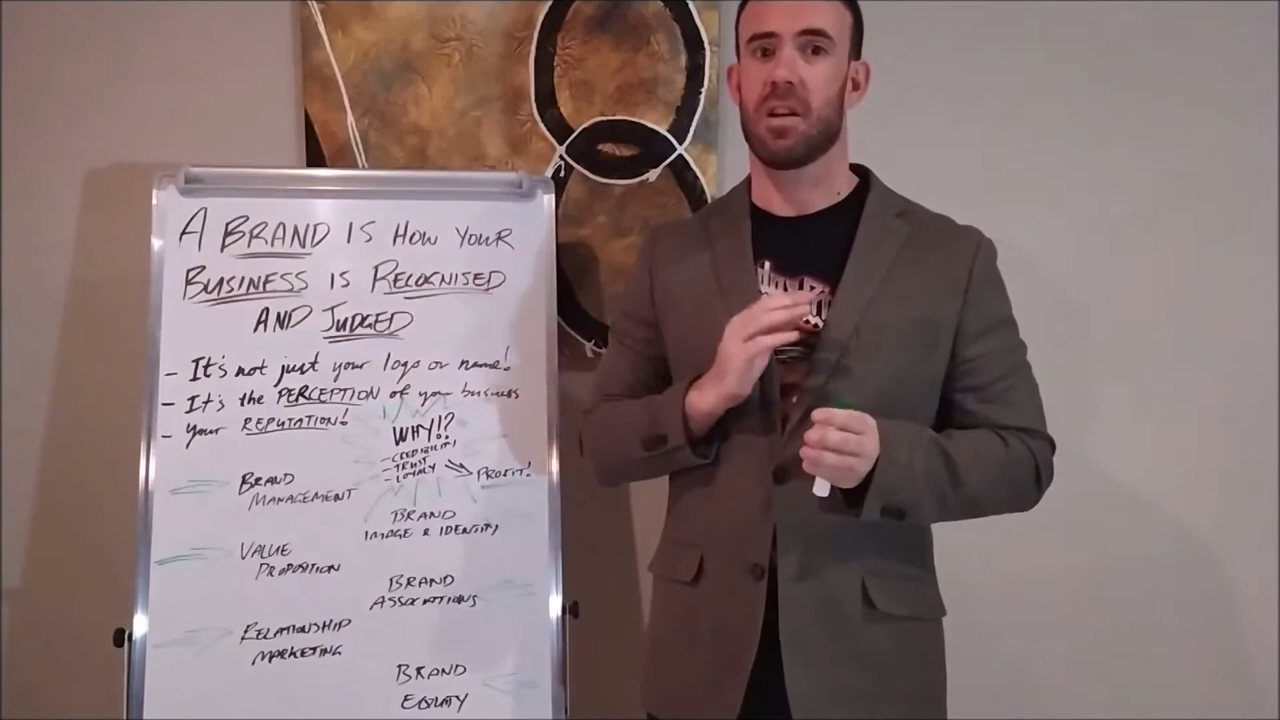 A BRAND IS HOW YOUR
BUSINESS IS RECOGNISED
AND JUDGED
- It's not just your logo or name!
- It's the PERCEPTION of your business
- Your REPUTATION!
WHY!?
- CREDIBILITY
- TRUST
- LOYALTY
PROFIT!
BRAND
MANAGEMENT
BRAND
IMAGE & IDENTITY
VALUE
PROPOSITION
BRAND
ASSOCIATIONS
RELATIONSHIP
MARKETING
BRAND
EQUITY